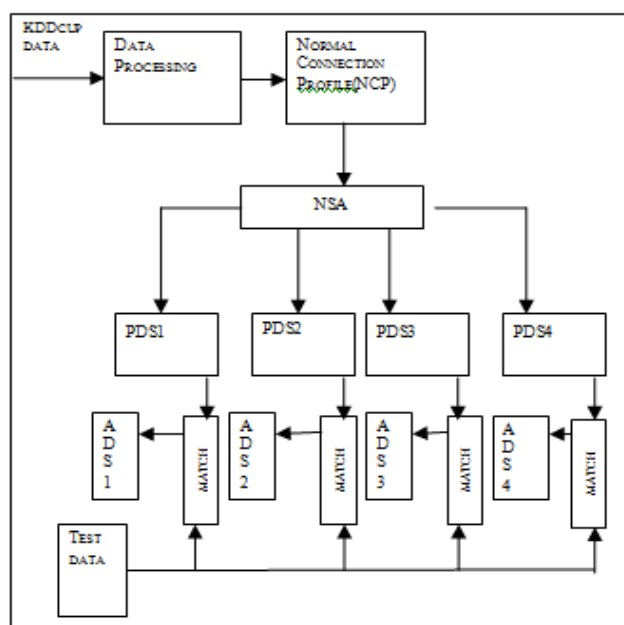 KDDCUP
DATA
DATA
PROCESSING
NORMAL
CONNECTION
PROFILE(NCP)
NSA
PDS1
PDS2
PDS3
PDS4
A
D
S
1
MATCH
A
D
S
2
MATCH
A
D
S
3
MATCH
A
D
S
4
MATCH
TEST
DATA